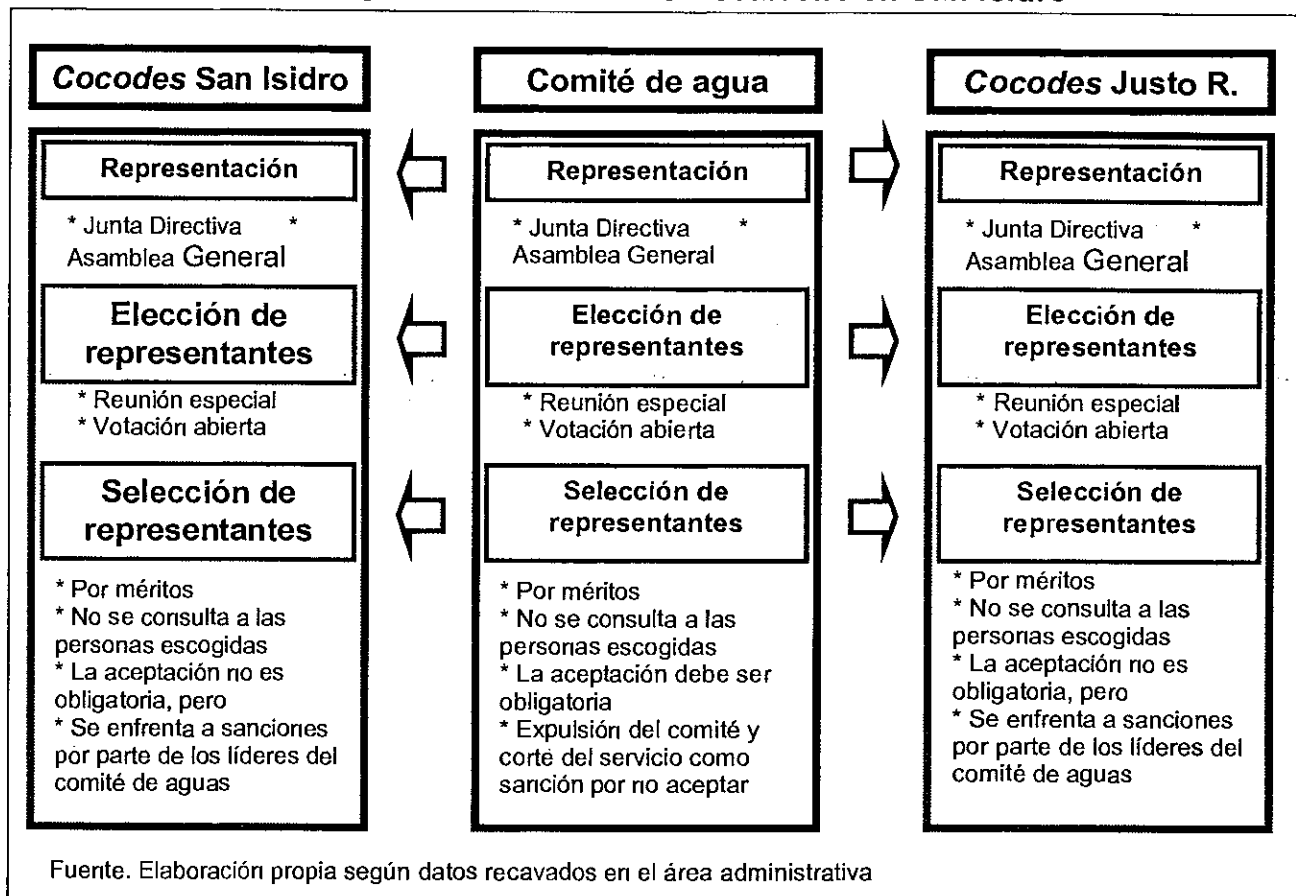 Cocodes San Isidro
Representación
* Junta Directiva *
Asamblea General
Elección de
representantes
* Reunión especial
* Votación abierta
Selección de
representantes
* Por méritos
* No se consulta a las
personas escogidas
* La aceptación no es
obligatoria, pero
* Se enfrenta a sanciones
por parte de los líderes del
comité de aguas
Comité de agua
Representación
* Junta Directiva *
Asamblea General
Elección de
representantes
* Reunión especial
* Votación abierta
Selección de
representantes
* Por méritos
* No se consulta a las
personas escogidas
* La aceptación debe ser
obligatoria
* Expulsión del comité y
corte del servicio como
sanción por no aceptar
Cocodes Justo R.
Representación
* Junta Directiva *
Asamblea General
Elección de
representantes
* Reunión especial
* Votación abierta
Selección de
representantes
* Por méritos
* No se consulta a las
personas escogidas
* La aceptación no es
obligatoria, pero
* Se enfrenta a sanciones
por parte de los líderes del
comité de aguas
Fuente. Elaboración propia según datos recavados en el área administrativa